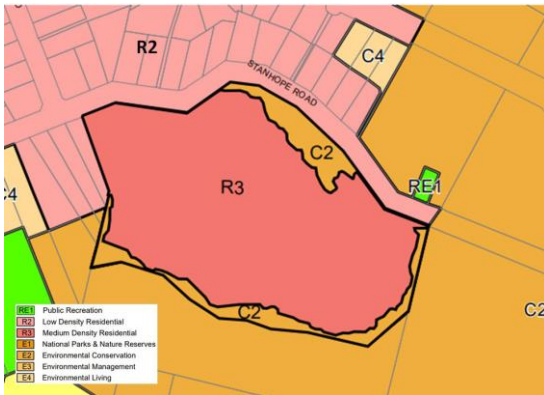 R2
C4
STANHOPE ROAD
C2
RE1
R3
C4
C2
C2
RE1 Public Recreation
R2 Low Density Residential
R3 Medium Density Residential
E1 National Parks & Nature Reserves
E2 Environmental Conservation
E3 Environmental Management
E4 Environmental Living